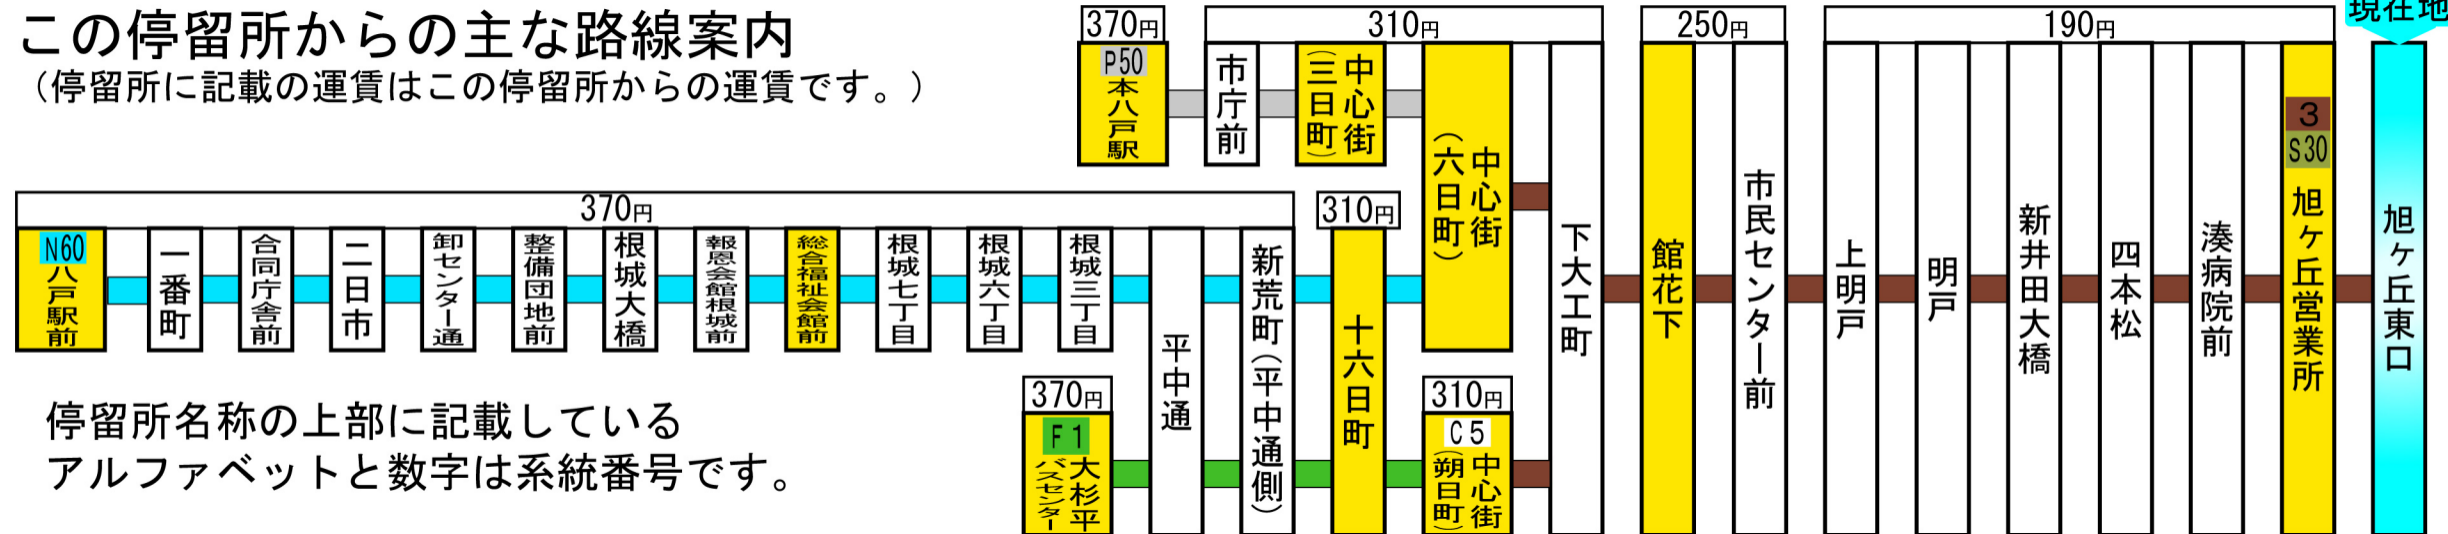 この停留所からの主な路線案内
（停留所に記載の運賃はこの停留所からの運賃です。）
370円
310円
250円
190円
現在地
P50
本八戸駅
市庁前
中心街
（三日町）
中心街
（六日町）
下大工町
館花下
市民センター前
上明戸
明戸
新井田大橋
四本松
湊病院前
3
S30
旭ヶ丘営業所
旭ヶ丘東口
370円
310円
N60
八戸駅前
一番町
合同庁舎前
二日市
卸センター通
整備団地前
根城大橋
報恩会館根城前
総合福祉会館前
根城七丁目
根城六丁目
根城三丁目
平中通
新荒町（平中通側）
十六日町
370円
310円
F1
大杉平
バスセンター
C5
中心街
（朔日町）
停留所名称の上部に記載している
アルファベットと数字は系統番号です。